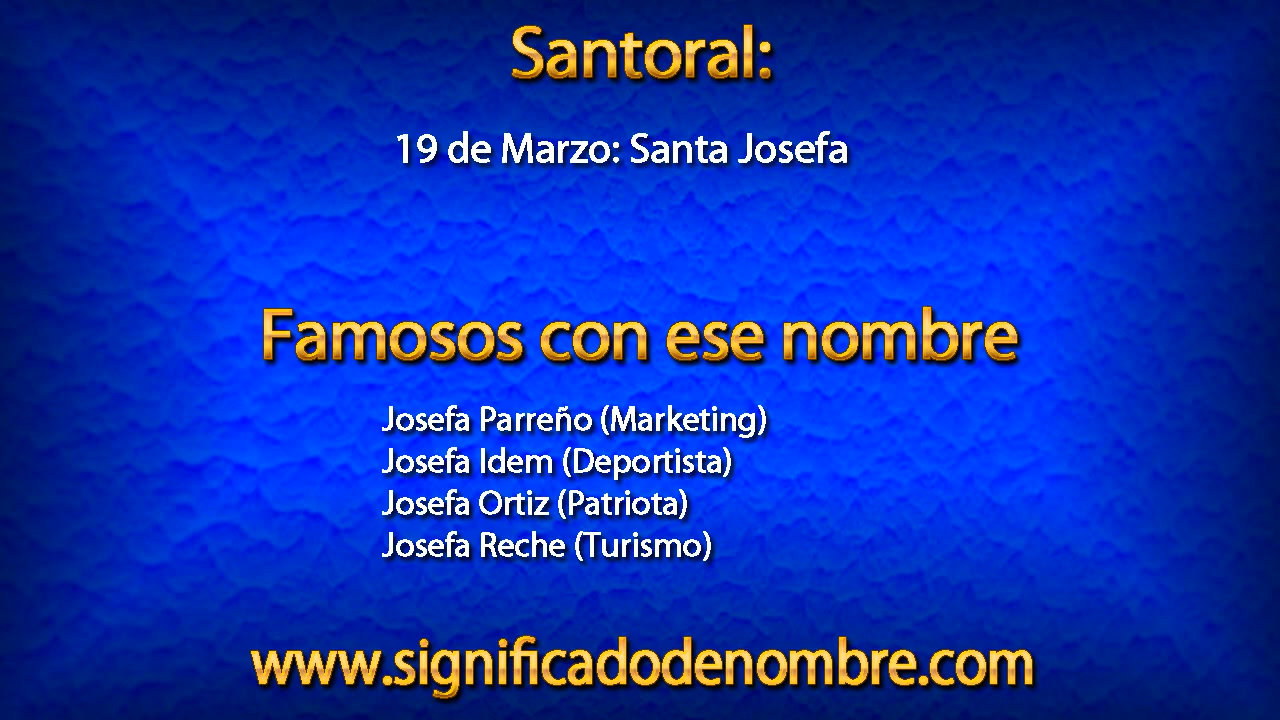 Santoral:
19 de Marzo: Santa Josefa
Famosos con ese nombre
Josefa Parreño (Marketing)
Josefa Idem (Deportista)
Josefa Ortiz (Patriota)
Josefa Reche (Turismo)
www.significadodenombre.com